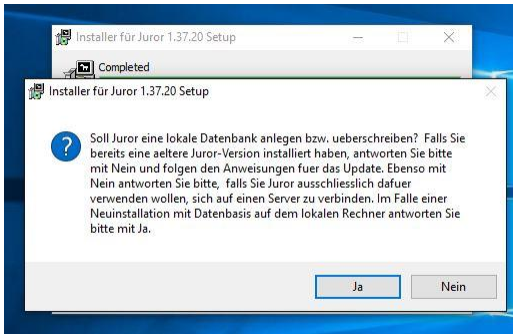 Installer für Juror 1.37.20 Setup
Completed
Installer für Juror 1.37.20 Setup
Soll Juror eine lokale Datenbank anlegen bzw. ueberschreiben? Falls Sie
bereits eine aeltere Juror-Version installiert haben, antworten Sie bitte
mit Nein und folgen den Anweisungen fuer das Update. Ebenso mit
Nein antworten Sie bitte, falls Sie Juror ausschliesslich dafuer
verwenden wollen, sich auf einen Server zu verbinden. Im Falle einer
Neuinstallation mit Datenbasis auf dem lokalen Rechner antworten Sie
bitte mit Ja.
Ja
Nein